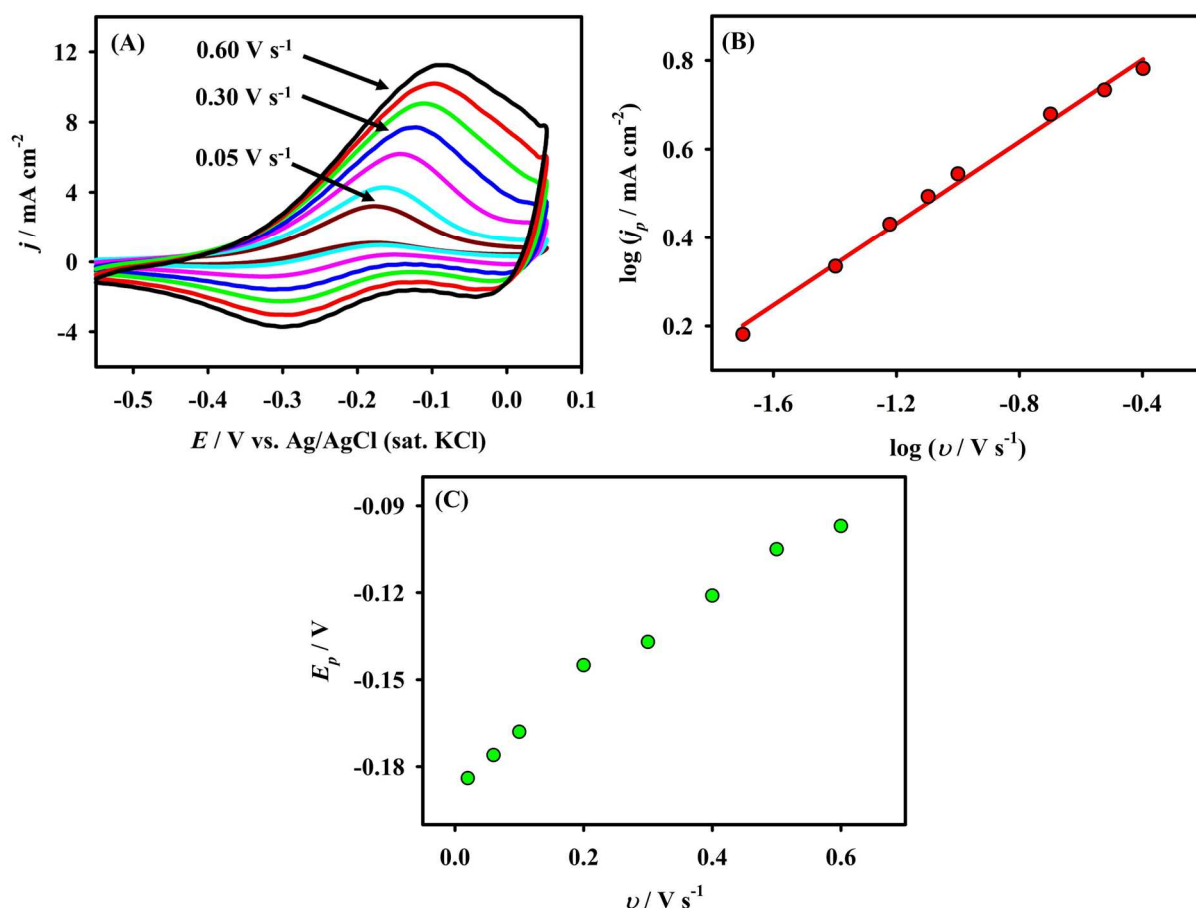 (A)
0.60 V s⁻¹
0.30 V s⁻¹
0.05 V s⁻¹
12
8
4
0
-4
j / mA cm⁻²
-0.5 -0.4 -0.3 -0.2 -0.1 0.0 0.1
E / V vs. Ag/AgCl (sat. KCl)
(B)
0.8
0.6
0.4
0.2
log (jₚ / mA cm⁻²)
-1.6 -1.2 -0.8 -0.4
log (υ / V s⁻¹)
(C)
-0.09
-0.12
-0.15
-0.18
Eₚ / V
0.0 0.2 0.4 0.6
υ / V s⁻¹